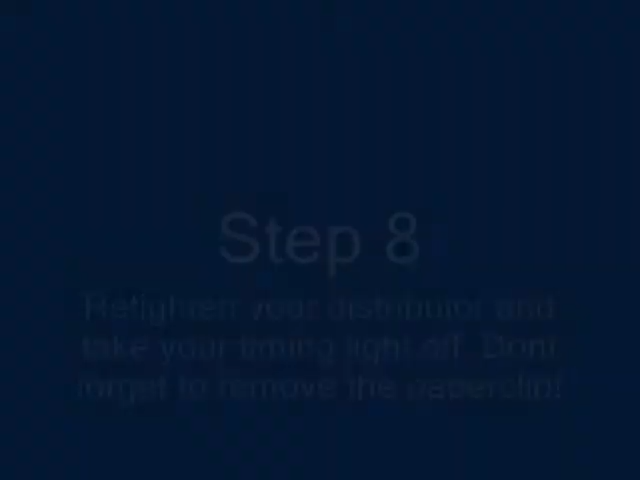 Step 8
Retighten your distributor and
take your timing light off. Dont
forget to remove the paperclip!